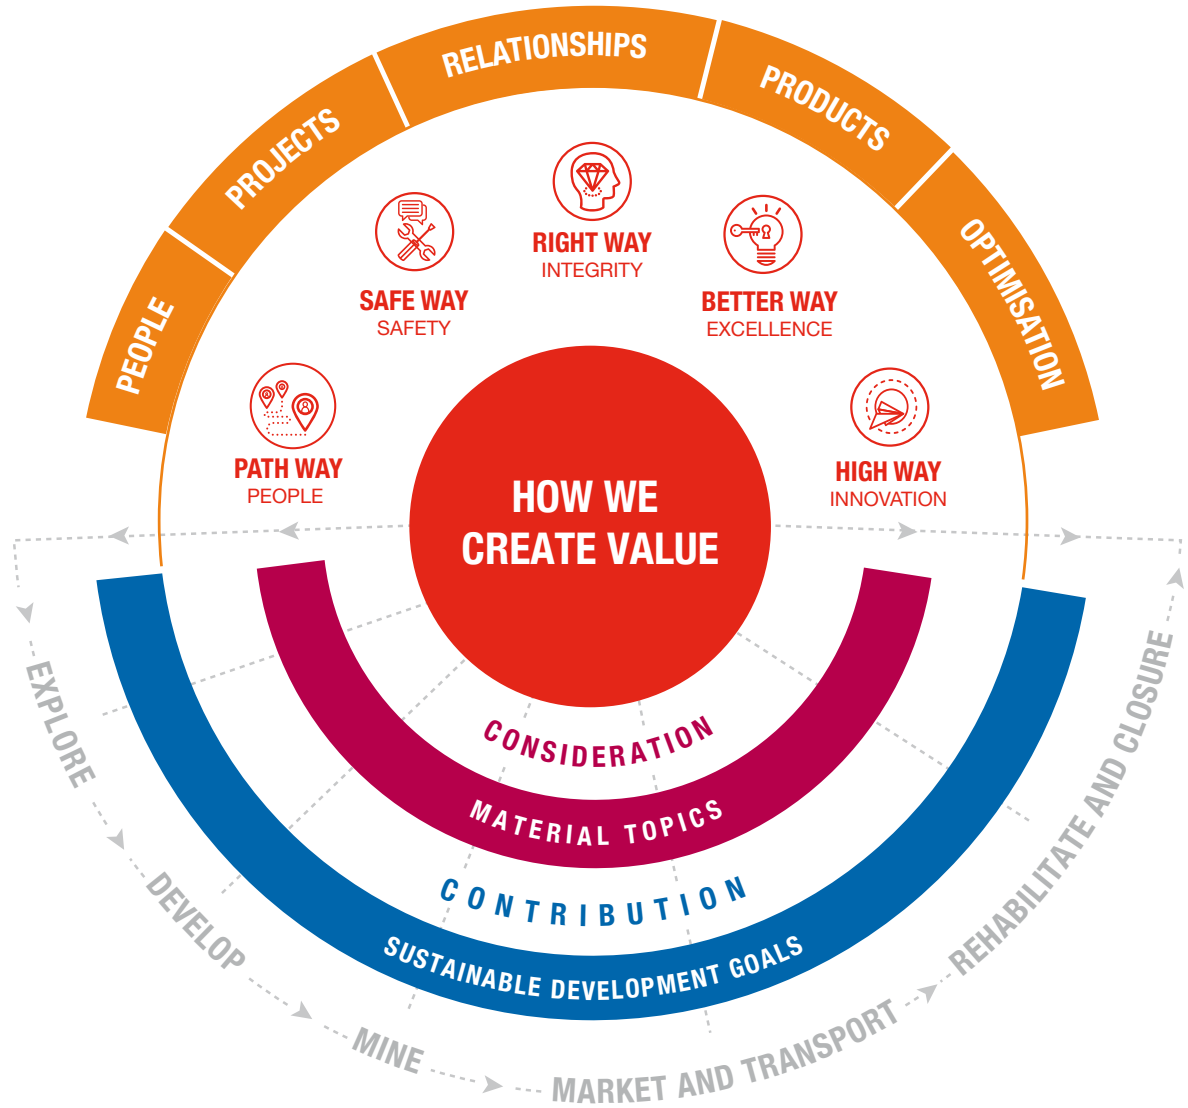 PEOPLE
PROJECTS
RELATIONSHIPS
PRODUCTS
OPTIMISATION
PATH WAY
PEOPLE
SAFE WAY
SAFETY
RIGHT WAY
INTEGRITY
BETTER WAY
EXCELLENCE
HIGH WAY
INNOVATION
HOW WE
CREATE VALUE
CONSIDERATION
MATERIAL TOPICS
CONTRIBUTION
SUSTAINABLE DEVELOPMENT GOALS
EXPLORE
DEVELOP
MINE
MARKET AND TRANSPORT
REHABILITATE AND CLOSURE